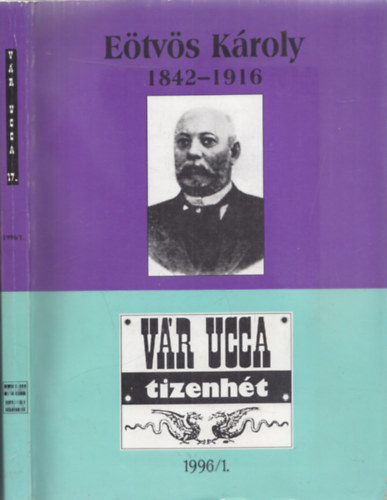 Eötvös Károly
1842-1916
VÁR UCCA
tizenhét
1996/1.
VÁR UCCA 17.
1996/1.